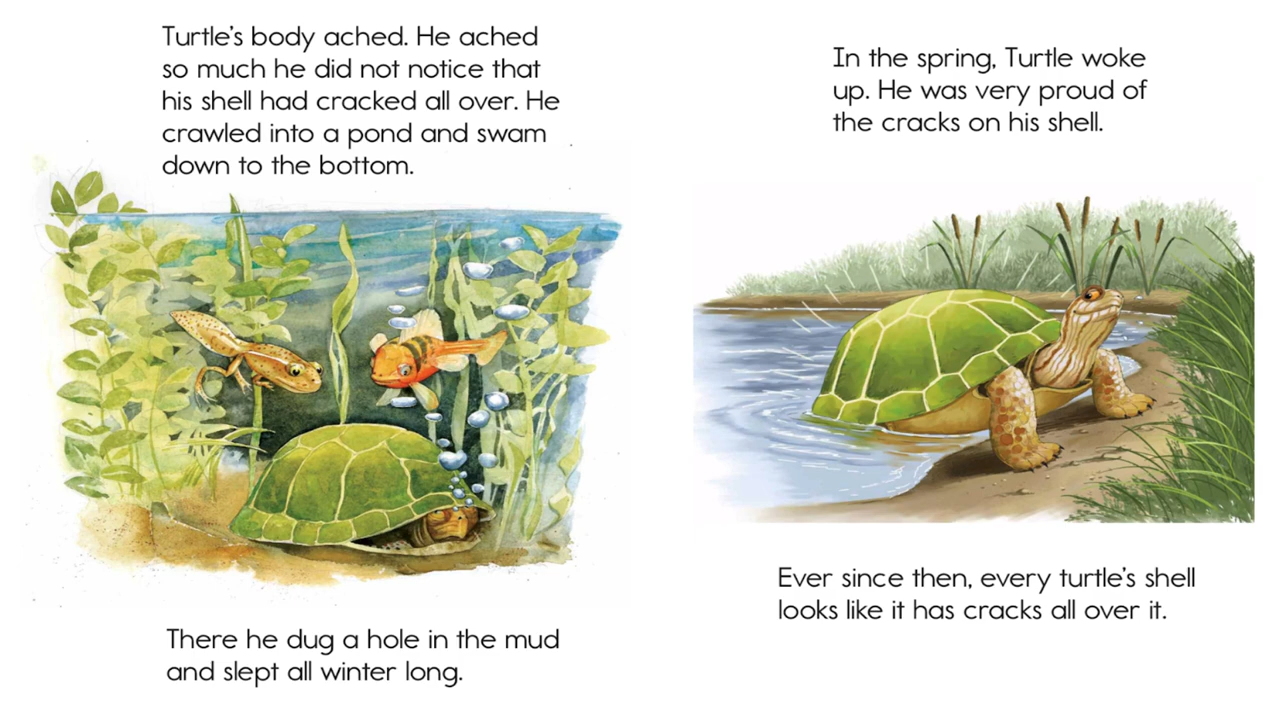 Turtle's body ached. He ached
so much he did not notice that
his shell had cracked all over. He
crawled into a pond and swam
down to the bottom.
There he dug a hole in the mud
and slept all winter long.
In the spring, Turtle woke
up. He was very proud of
the cracks on his shell.
Ever since then, every turtle's shell
looks like it has cracks all over it.